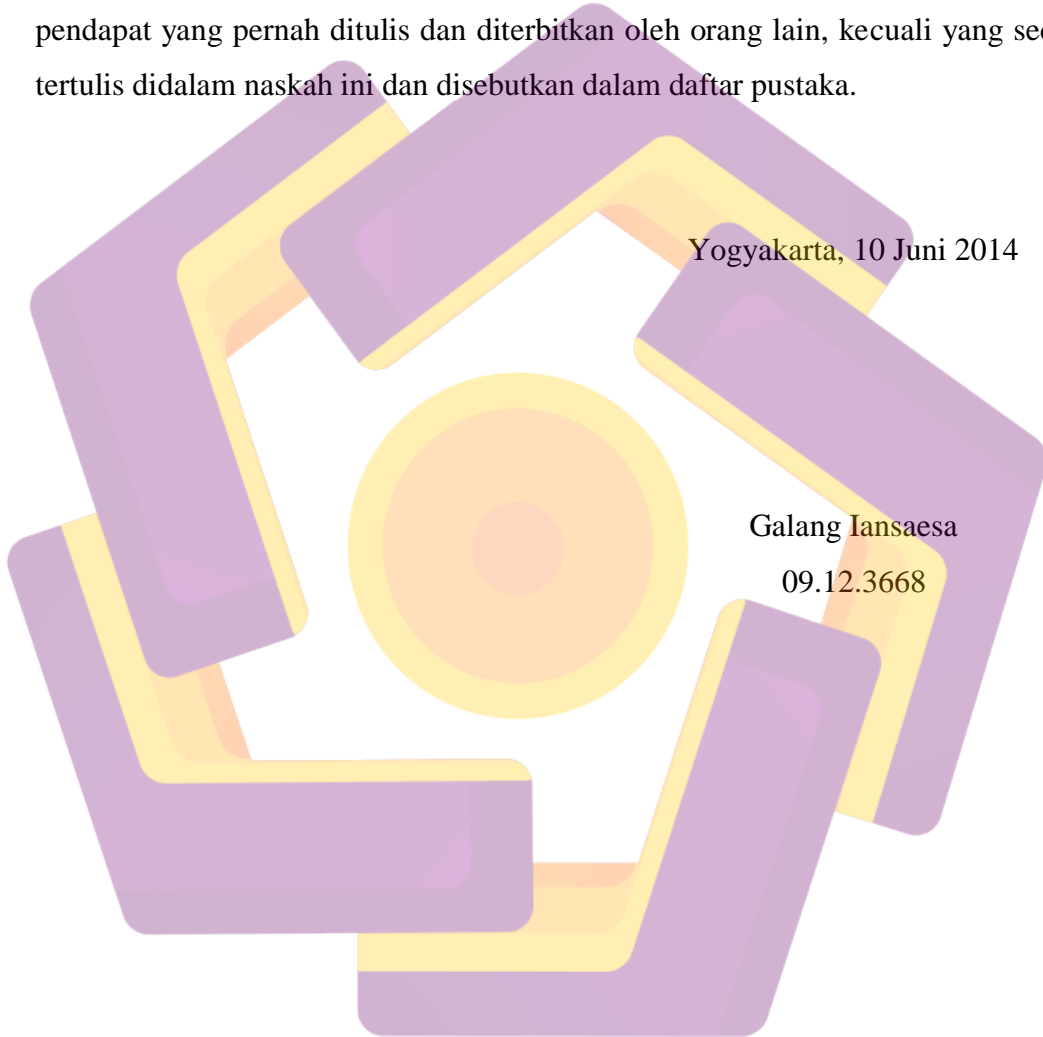 pendapat yang pernah ditulis dan diterbitkan oleh orang lain, kecuali yang
tertulis didalam naskah ini dan disebutkan dalam daftar pustaka.
Yogyakarta, 10 Juni 2014
Galang Iansaesa
09.12.3668